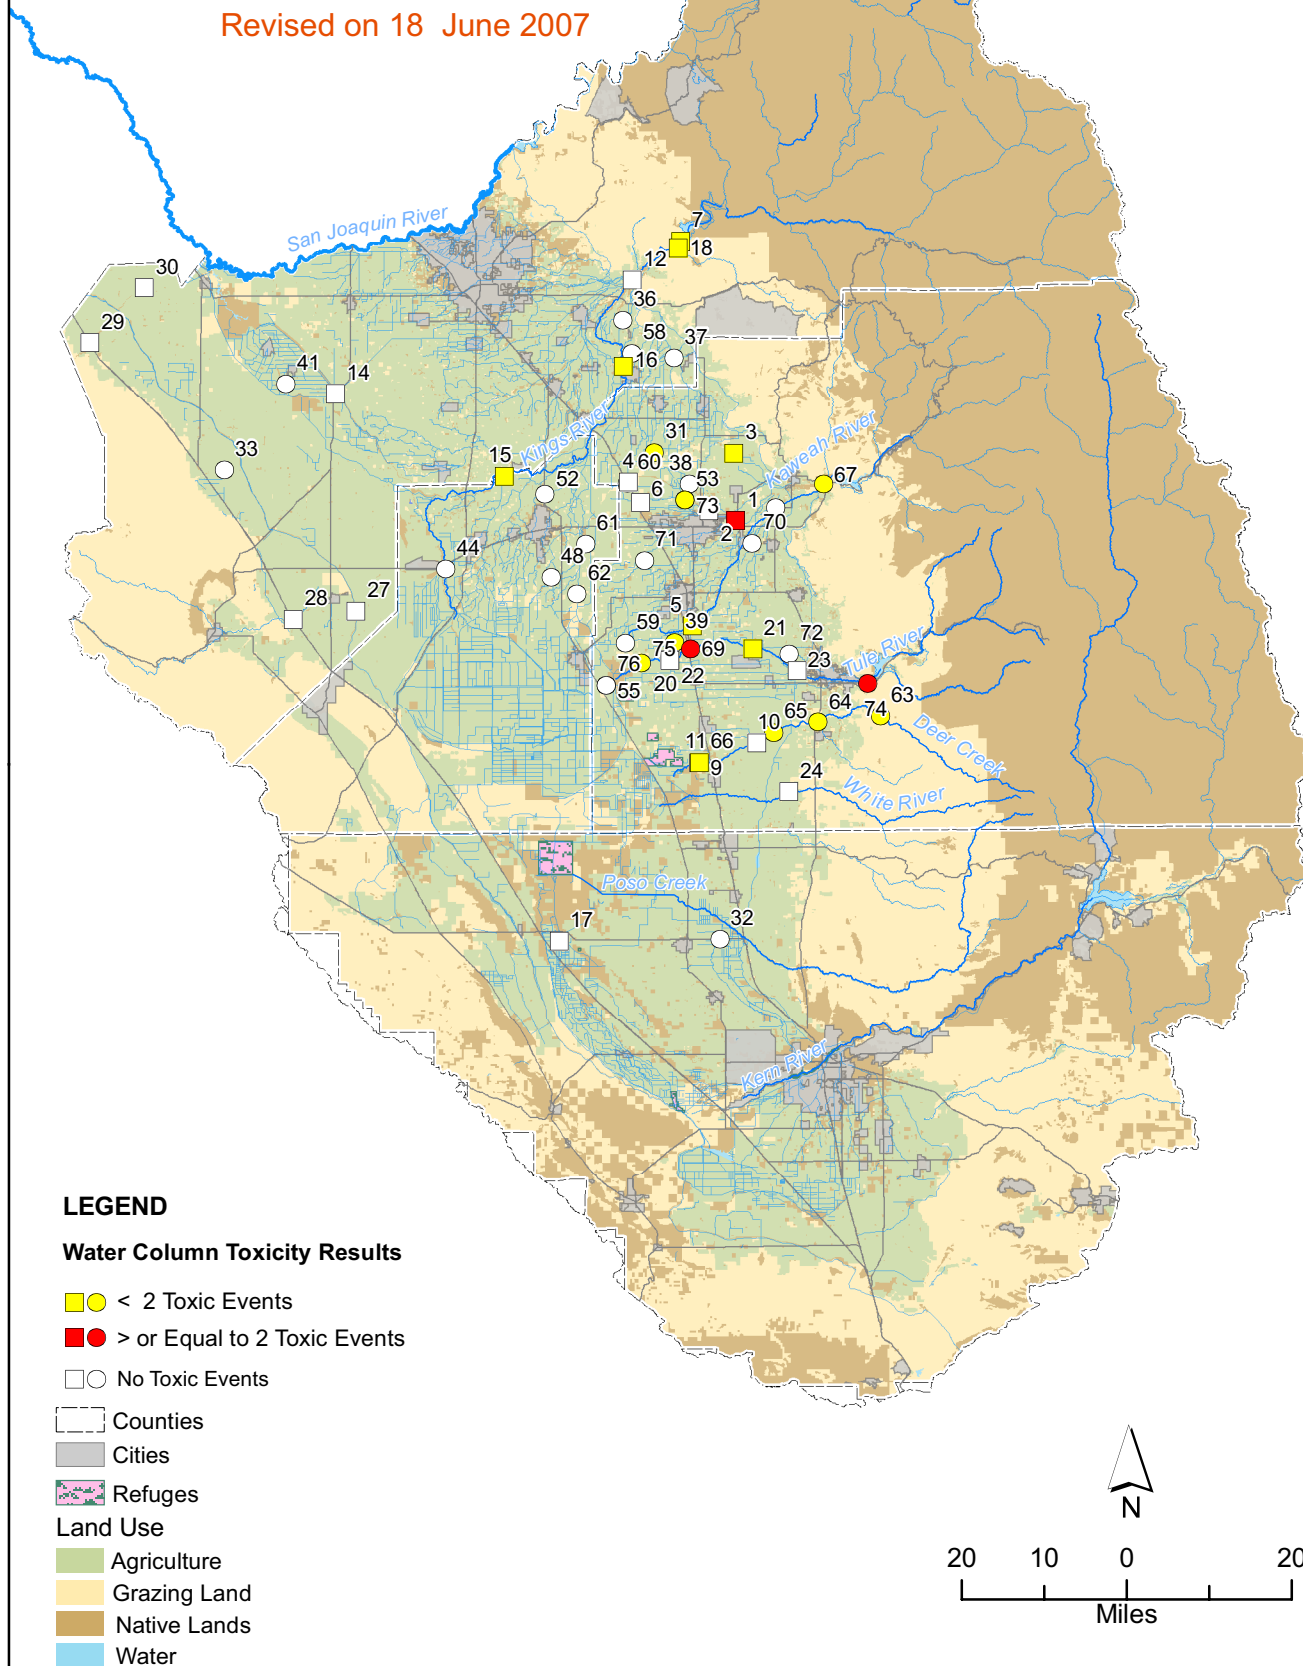 Revised on 18 June 2007
7
18
San Joaquin River
12
30
36
29
58
37
16
41
14
Kings River
31
3
Kaweah River
33
15
4 60 38
67
53
52
6
1
73
2
70
61
71
44
48
62
27
28
5
59
39
21
72
75
69
Tule River
76
23
20
22
55
63
65
64
74
10
Deer Creek
11 66
9
24
White River
Poso Creek
17
32
Kern River
LEGEND
Water Column Toxicity Results
< 2 Toxic Events
> or Equal to 2 Toxic Events
No Toxic Events
Counties
Cities
Refuges
Land Use
Agriculture
Grazing Land
Native Lands
Water
N
20 10 0 20
Miles